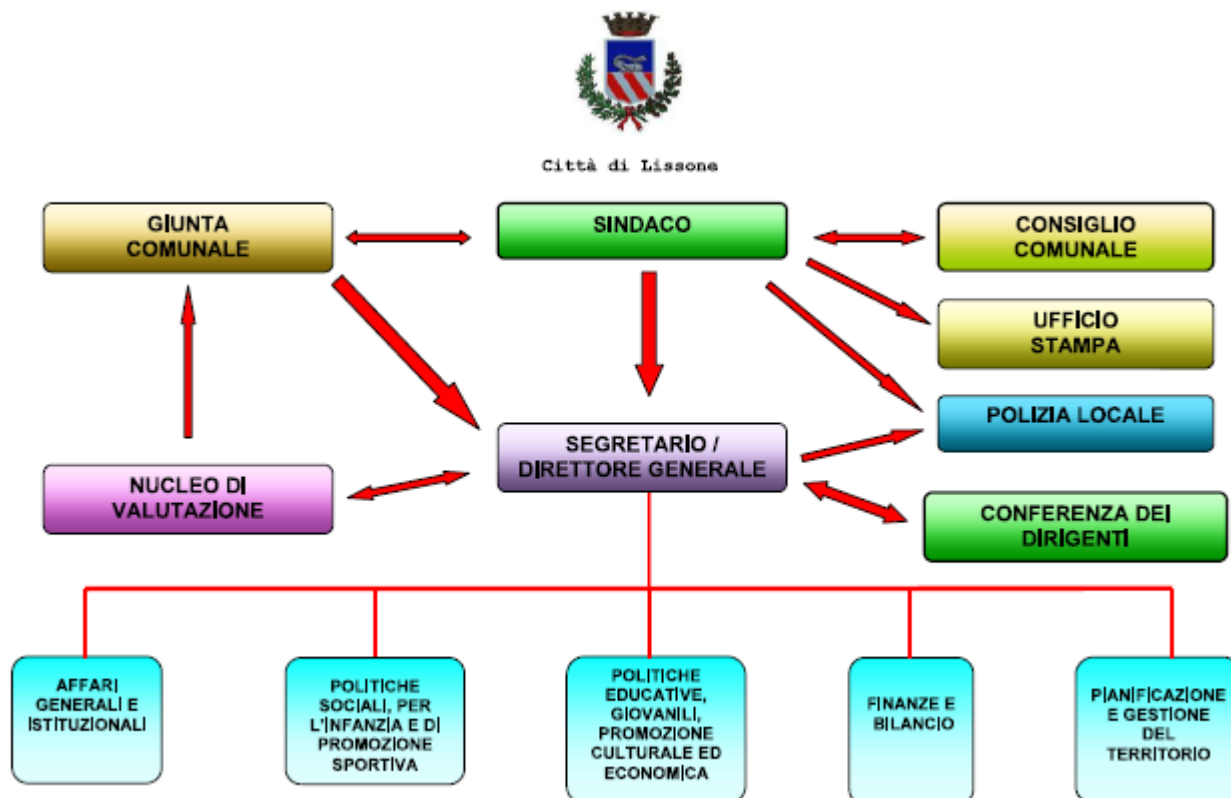 Città di Lissone
GIUNTA
COMUNALE
SINDACO
CONSIGLIO
COMUNALE
UFFICIO
STAMPA
POLIZIA LOCALE
SEGRETARIO /
DIRETTORE GENERALE
NUCLEO DI
VALUTAZIONE
CONFERENZA DEI
DIRIGENTI
AFFARI
GENERALI E
ISTITUZIONALI
POLITICHE
SOCIALI, PER
L'INFANZIA E DI
PROMOZIONE
SPORTIVA
POLITICHE
EDUCATIVE,
GIOVANILI,
PROMOZIONE
CULTURALE ED
ECONOMICA
FINANZE E
BILANCIO
PIANIFICAZIONE
E GESTIONE
DEL
TERRITORIO